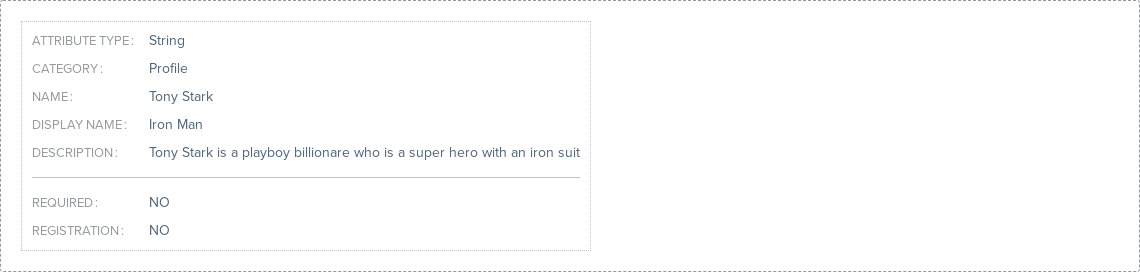 ATTRIBUTE TYPE: String
CATEGORY: Profile
NAME: Tony Stark
DISPLAY NAME: Iron Man
DESCRIPTION: Tony Stark is a playboy billionare who is a super hero with an iron suit
REQUIRED: NO
REGISTRATION: NO